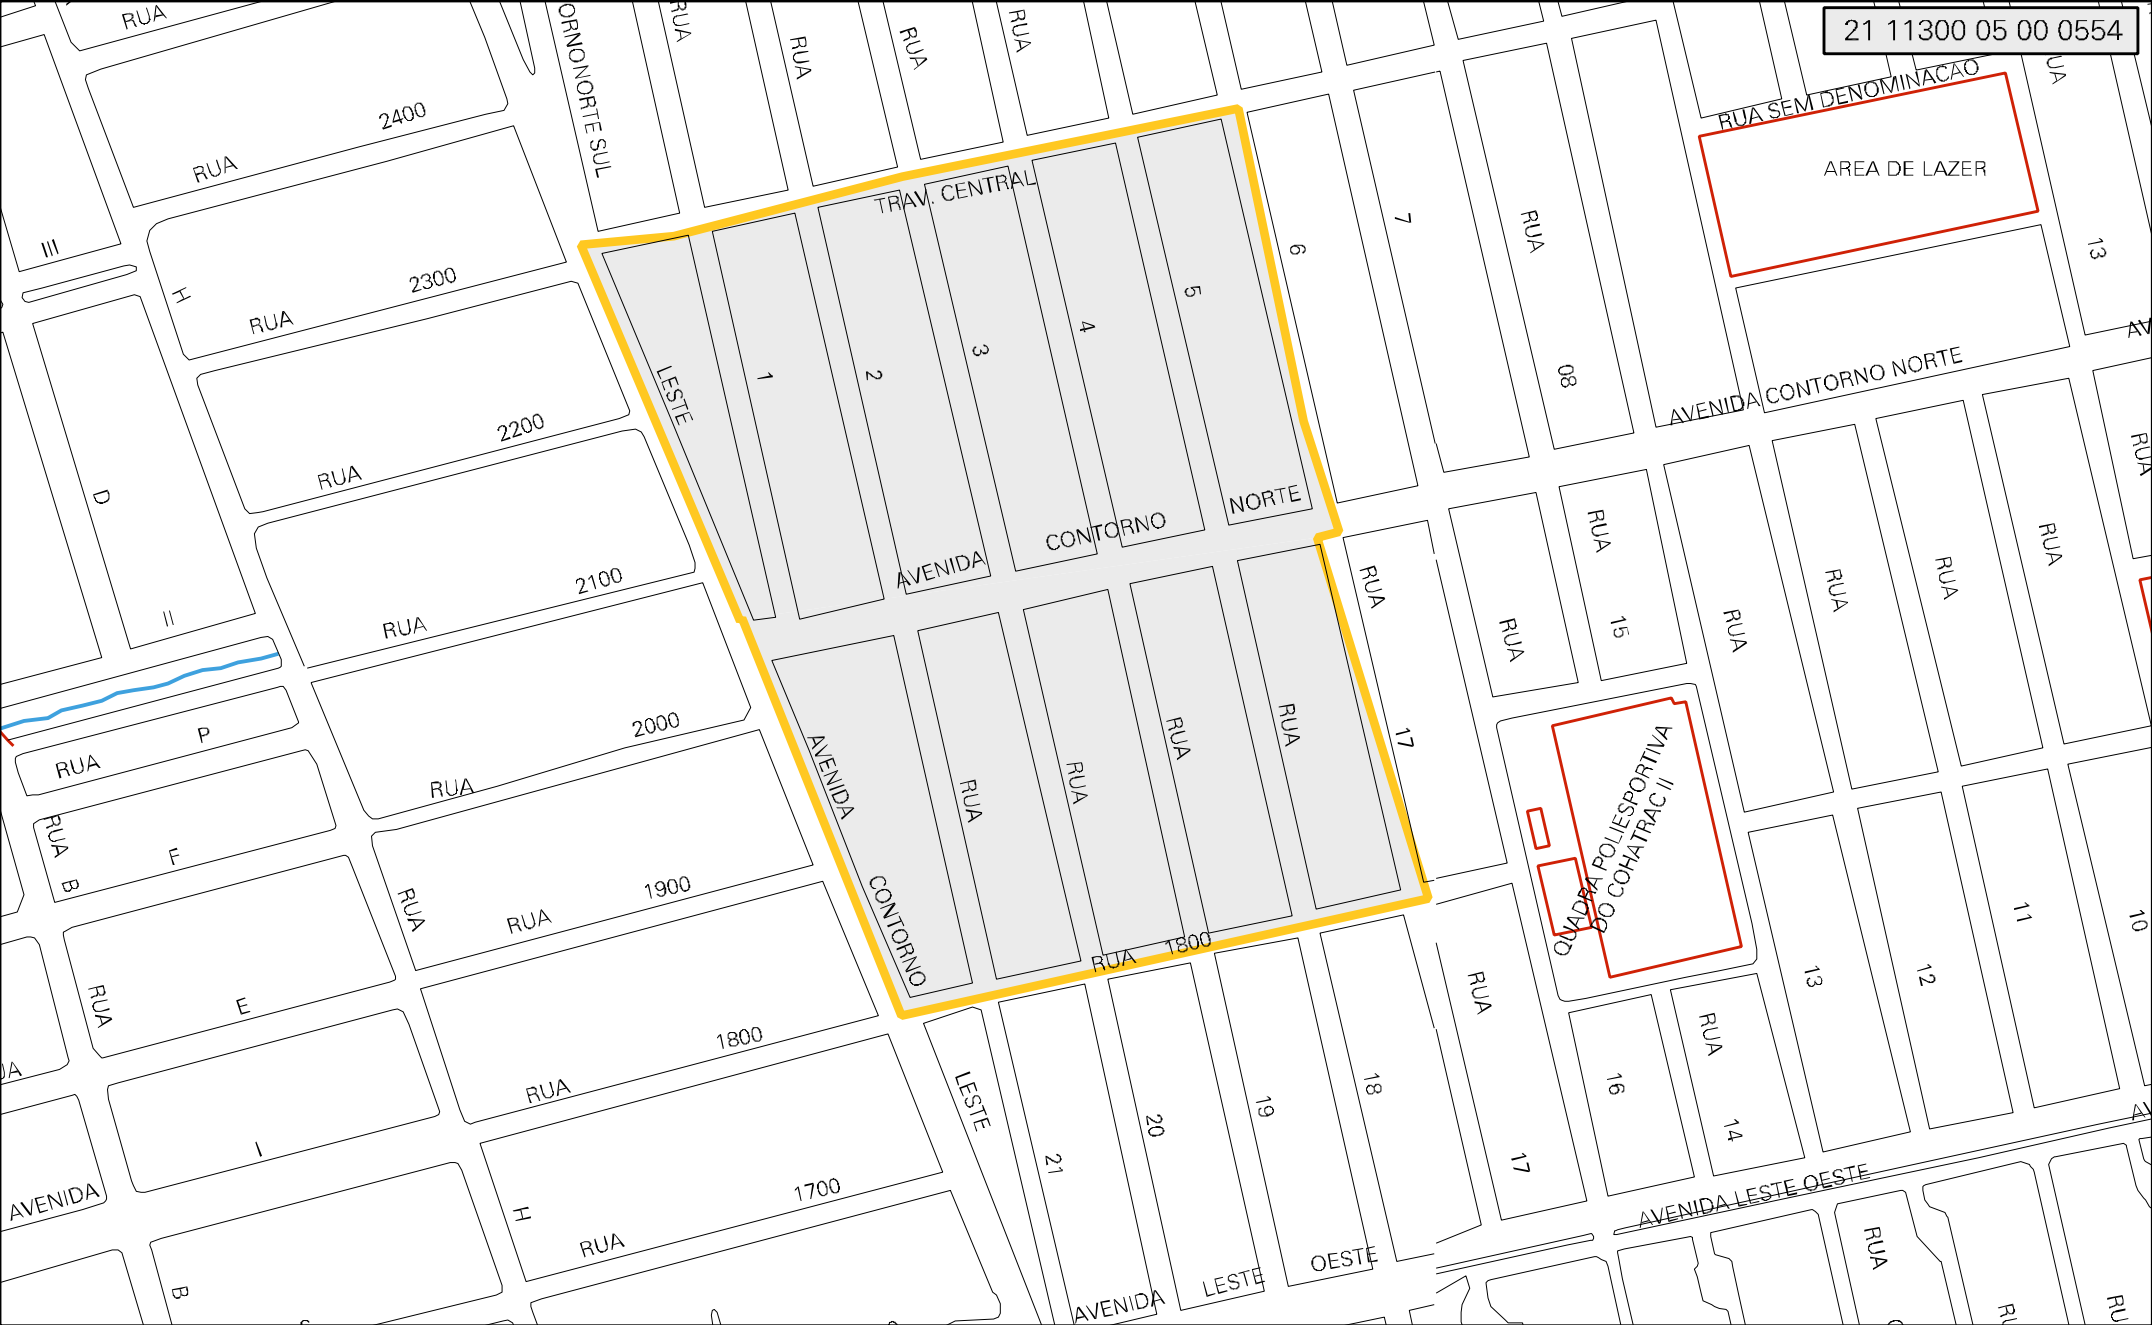 21 11300 05 00 0554
RUA
ORNONORTE SUL
RUA
RUA
RUA
RUA
RUA SEM DENOMINACAO
AREA DE LAZER
2400
RUA
TRAV. CENTRAL
III
H
2300
RUA
6
7
RUA
13
5
4
3
2
1
LESTE
08
AVENIDA CONTORNO NORTE
2200
RUA
D
NORTE
CONTORNO
AVENIDA
RUA
RUA
RUA
RUA
RUA
RUA
RUA
2100
RUA
II
15
RUA
RUA
2000
RUA
P
RUA
17
RUA
RUA
RUA
RUA
AVENIDA
QUADRA POLIESPORTIVA
DO COHATRAC II
RUA
F
B
RUA
1900
RUA
CONTORNO
RUA 1800
11
10
RUA
E
RUA
13
12
RUA
1800
RUA
LESTE
16
14
18
19
20
21
17
I
AVENIDA
1700
RUA
H
B
AVENIDA LESTE OESTE
RUA
OESTE
LESTE
AVENIDA